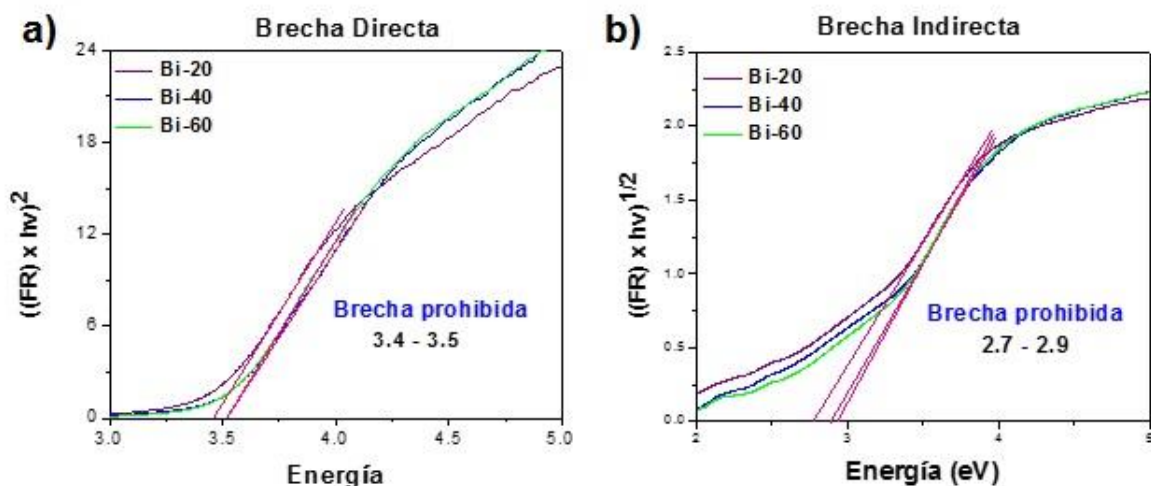 a)
Brecha Directa
24
18
12
6
0
3.0
3.5
4.0
4.5
5.0
Bi-20
Bi-40
Bi-60
((FR) x hv)2
Energía
Brecha prohibida
3.4 - 3.5
b)
Brecha Indirecta
2.5
2.0
1.5
1.0
0.5
0.0
2
3
4
5
Bi-20
Bi-40
Bi-60
((FR) x hv)1/2
Energía (eV)
Brecha prohibida
2.7 - 2.9